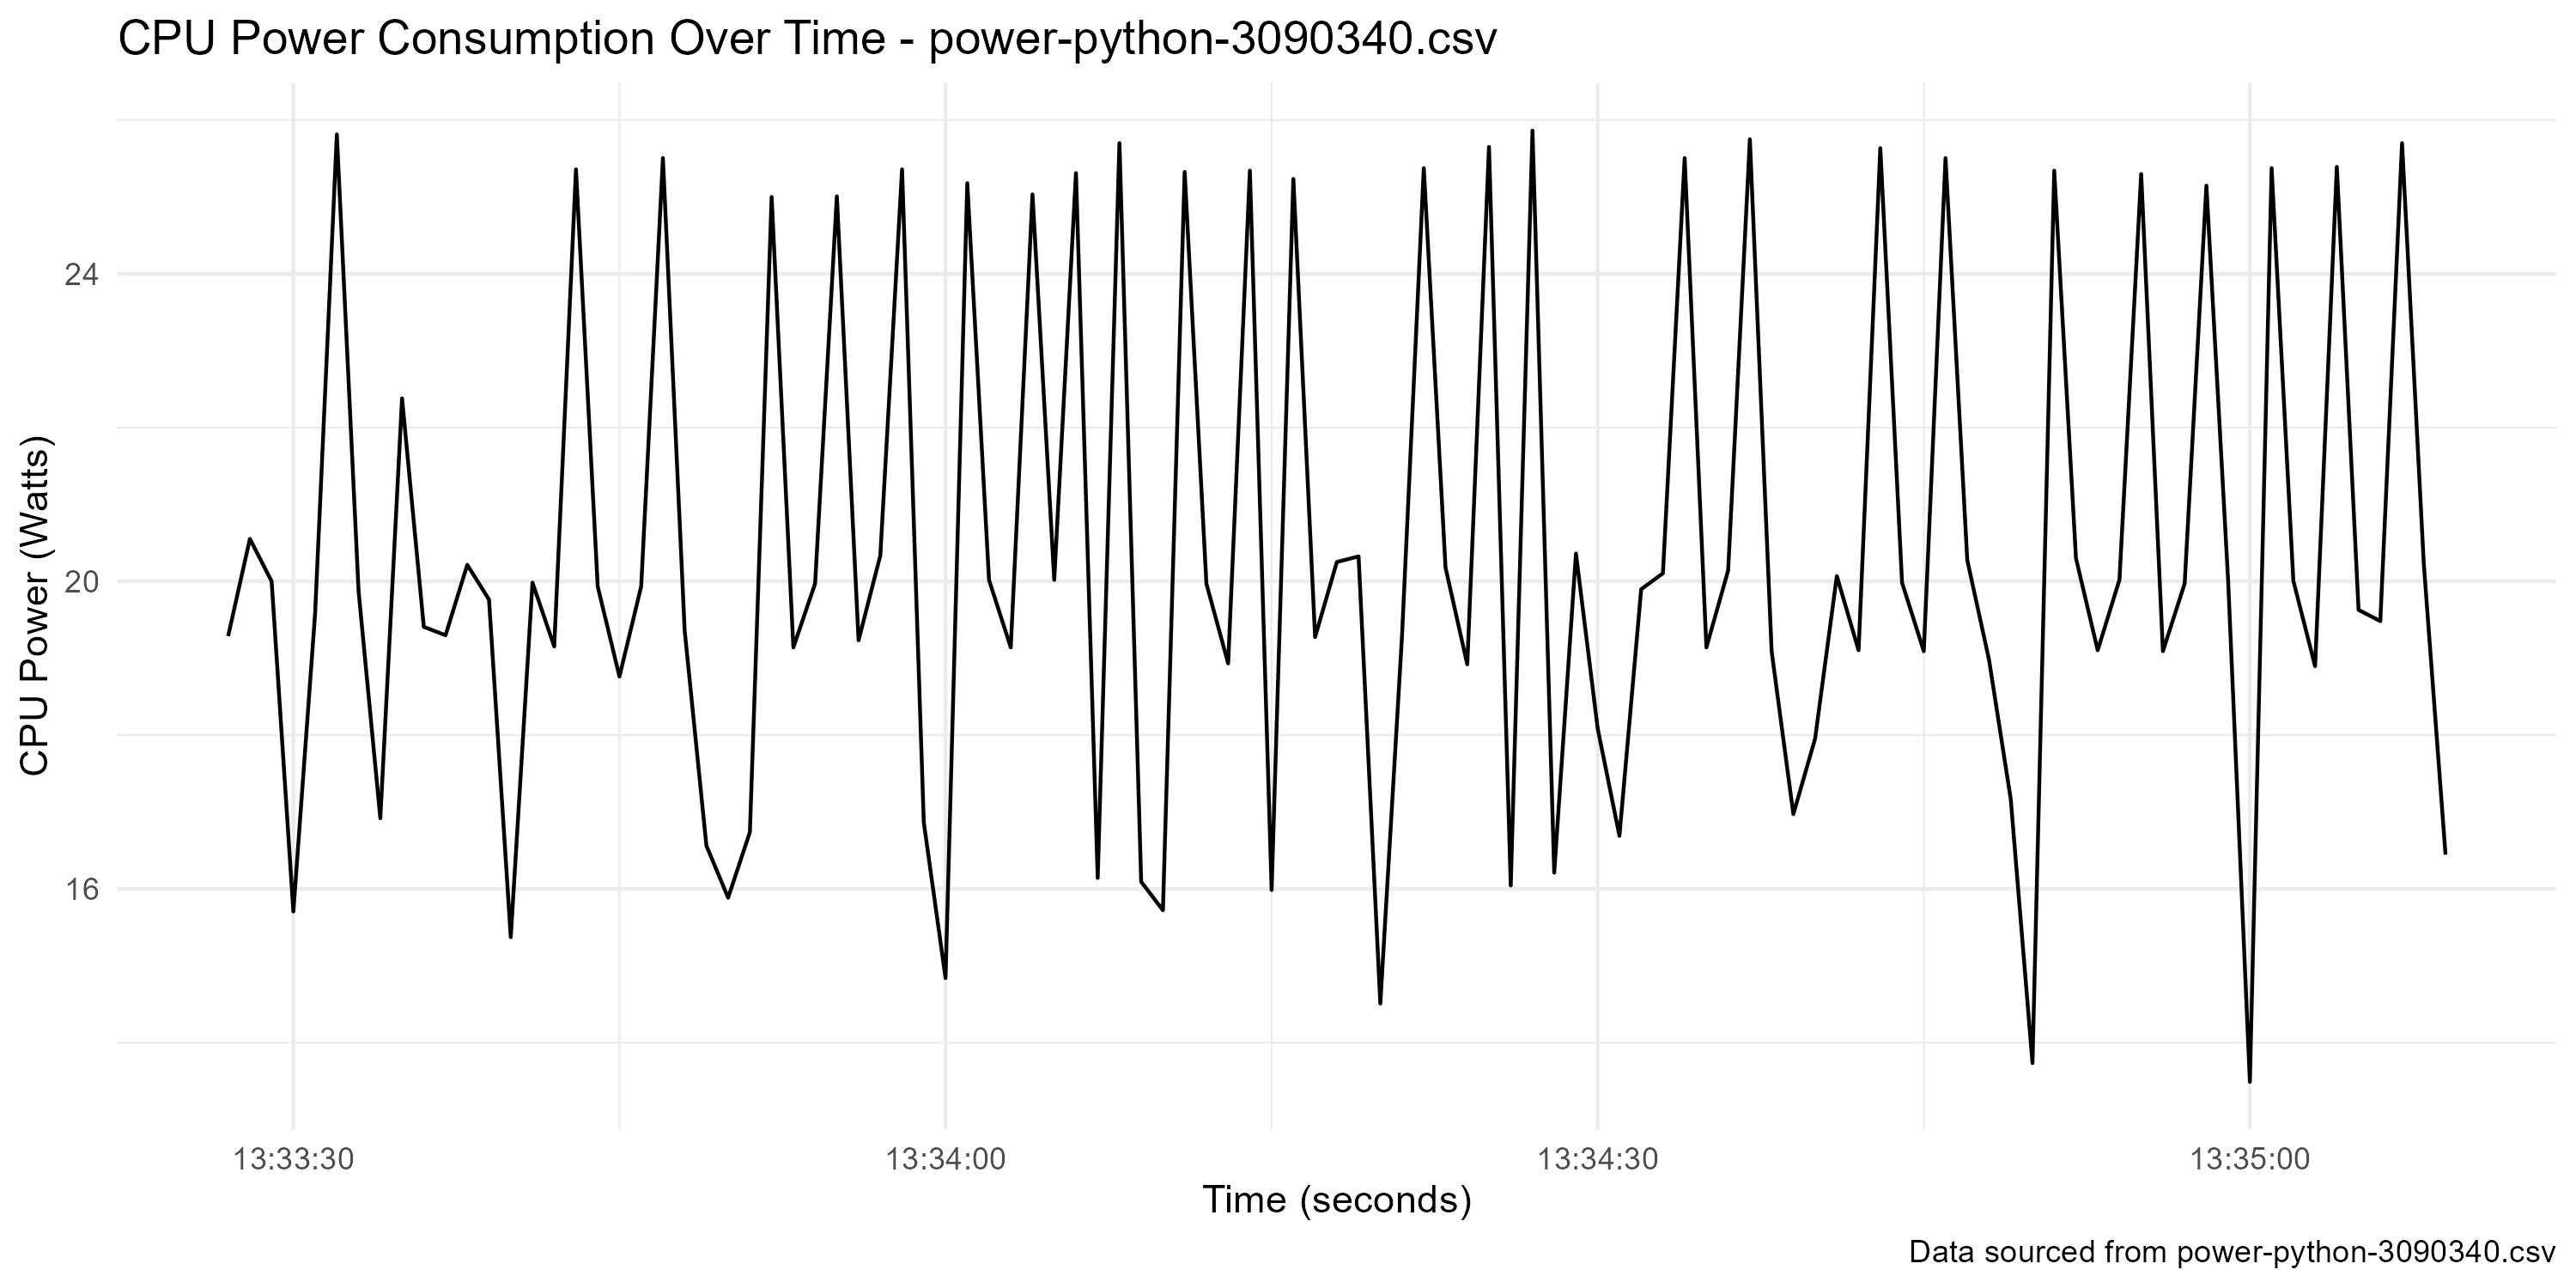 CPU Power Consumption Over Time - power-python-3090340.csv
CPU Power (Watts)
24
20
16
13:33:30 13:34:00 13:34:30 13:35:00
Time (seconds)
Data sourced from power-python-3090340.csv